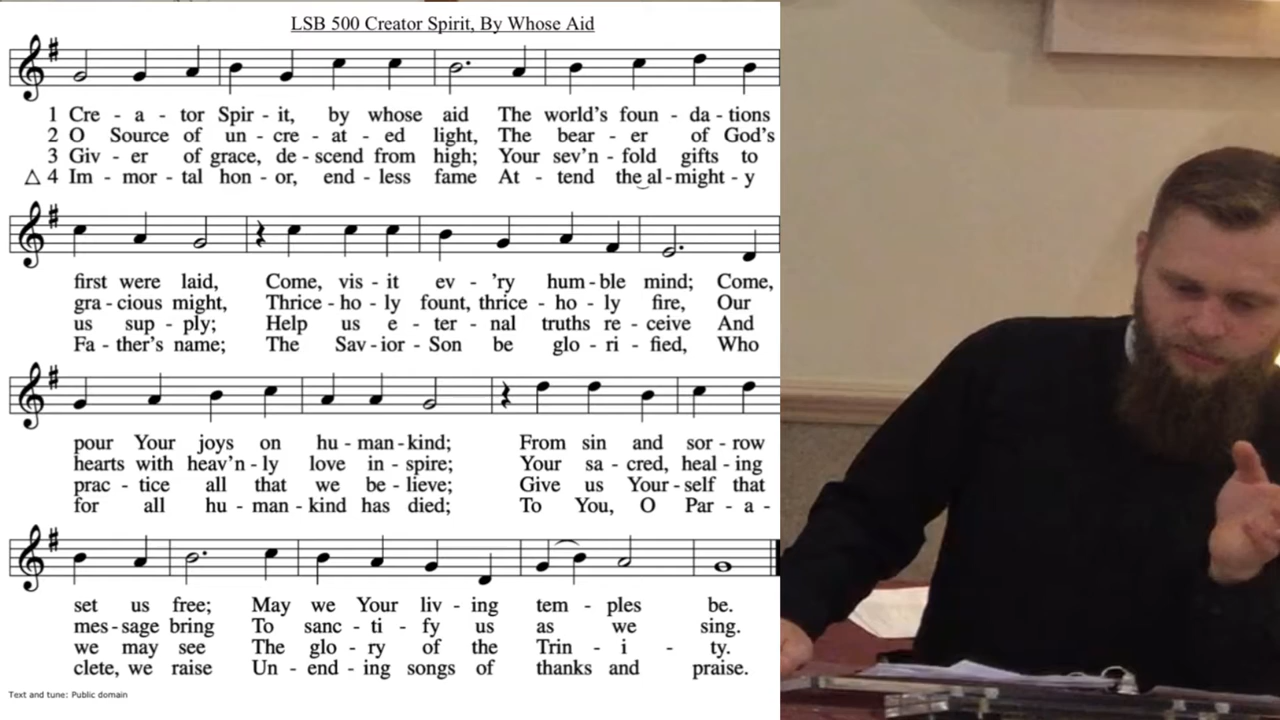 LSB 500 Creator Spirit, By Whose Aid
1 Cre - a - tor Spir - it, by whose aid The world's foun - da - tions
2 O Source of un - cre - at - ed light, The bear - er of God's
3 Giv - er of grace, de - scend from high; Your sev'n - fold gifts to
△ 4 Im - mor - tal hon - or, end - less fame At - tend the al - might - y
first were laid, Come, vis - it ev - 'ry hum - ble mind; Come,
gra - cious might, Thrice - ho - ly fount, thrice - ho - ly fire, Our
us sup - ply; Help us e - ter - nal truths re - ceive And
Fa - ther's name; The Sav - ior - Son be glo - ri - fied, Who
pour Your joys on hu - man - kind; From sin and sor - row
hearts with heav'n - ly love in - spire; Your sa - cred, heal - ing
prac - tice all that we be - lieve; Give us Your - self that
for all hu - man - kind has died; To You, O Par - a -
set us free; May we Your liv - ing tem - ples be.
mes - sage bring To sanc - ti - fy us as we sing.
we may see The glo - ry of the Trin - i - ty.
clete, we raise Un - end - ing songs of thanks and praise.
Text and tune: Public domain